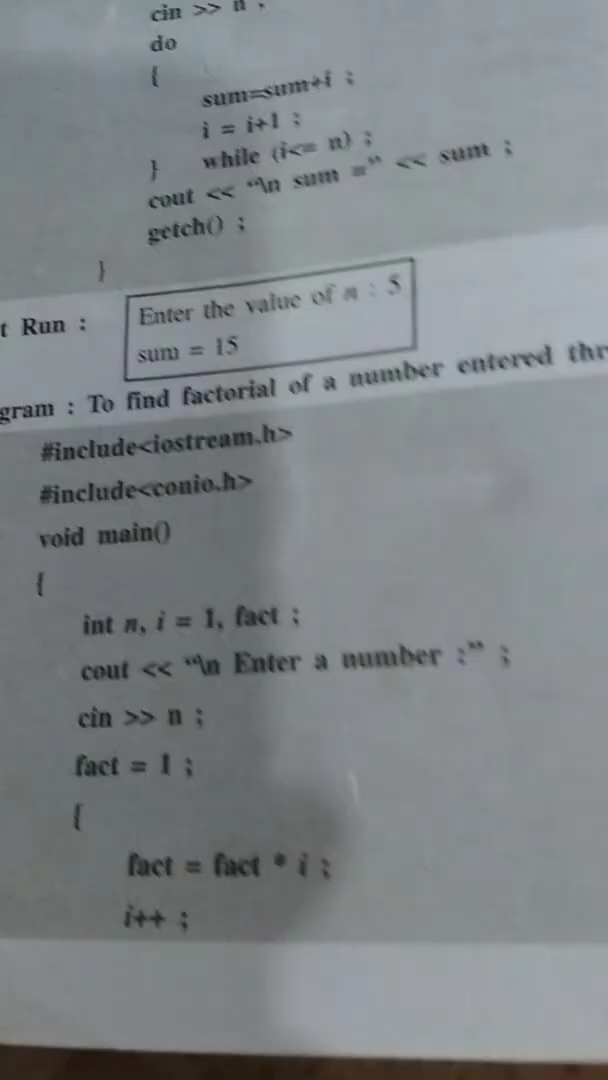 cin >> n ;
do
{
sum=sum+i ;
i = i+1 ;
} while (i<= n) ;
cout << “\n sum =” << sum ;
getch() ;
}
t Run :
Enter the value of n : 5
sum = 15
gram : To find factorial of a number entered thr
#include<iostream.h>
#include<conio.h>
void main()
{
int n, i = 1, fact ;
cout << “\n Enter a number :” ;
cin >> n ;
fact = 1 ;
{
fact = fact * i ;
i++ ;